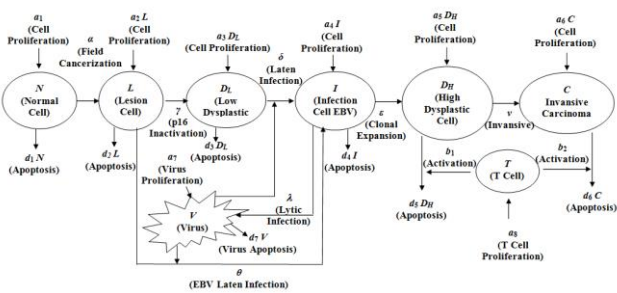 a1
(Cell
Proliferation)
α
(Field
Cancerization)
a2 L
(Cell
Proliferation)
a3 DL
(Cell Proliferation)
δ
(Laten
Infection)
a4 I
(Cell
Proliferation)
a5 DH
(Cell
Proliferation)
a6 C
(Cell
Proliferation)
N
(Normal
Cell)
L
(Lesion
Cell)
DL
(Low
Dysplastic
I
(Infection
Cell EBV)
DH
(High
Dysplastic
Cell)
C
Invansive
Carcinoma
γ
(p16
Inactivation)
ε
(Clonal
Expansion)
v
(Invansive)
d1 N
(Apoptosis)
d2 L
(Apoptosis)
d3 DL
(Apoptosis)
d4 I
(Apoptosis)
b1
(Activation)
b2
(Activation)
T
(T Cell)
d5 DH
(Apoptosis)
d6 C
(Apoptosis)
a7
(Virus
Proliferation)
V
(Virus)
λ
(Lytic
Infection)
d7 V
(Virus Apoptosis)
a8
(T Cell
Proliferation)
θ
(EBV Laten Infection)